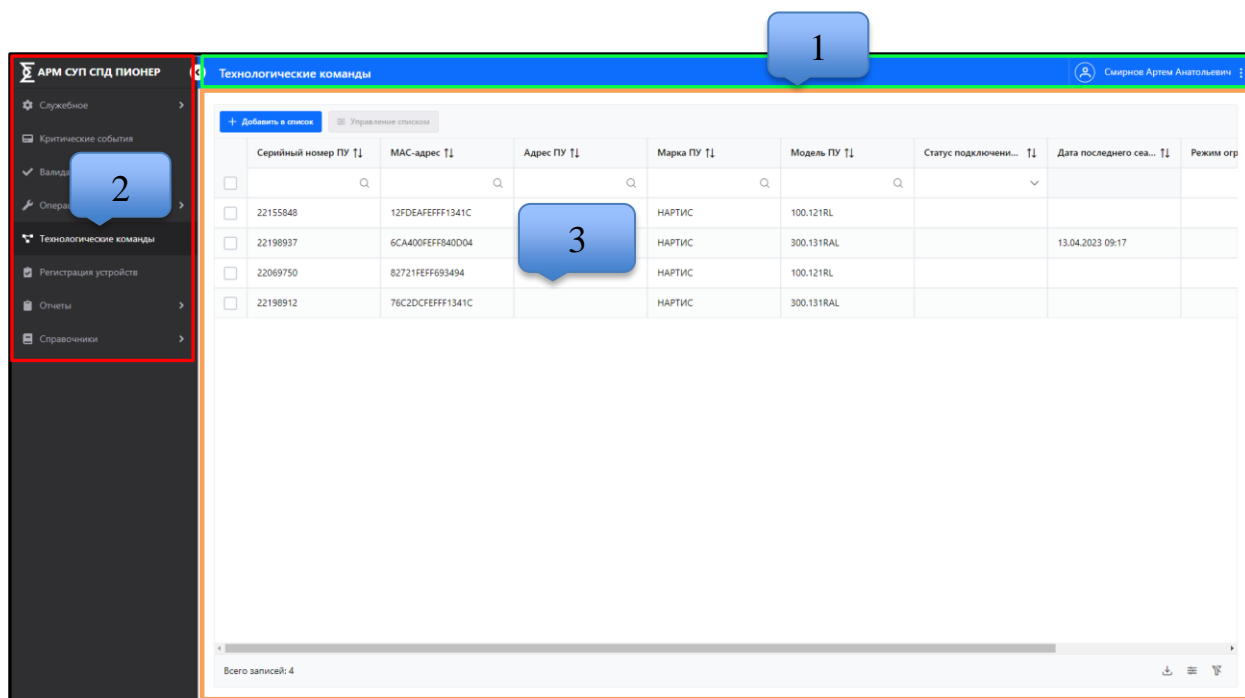 1
АРМ СУП СПД ПИОНЕР
Технологические команды
Смирнов Артем Анатольевич
Служебное
Критические события
2
Технологические команды
Регистрация устройств
Отчеты
Справочники
+ Добавить в список
Управление списком
Серийный номер ПУ
MAC-адрес
Адрес ПУ
Марка ПУ
Модель ПУ
Статус подключени...
Дата последнего сеа...
Режим огр
22155848 12FDEAFEFFF1341C НАРТИС 100.121RL
22198937 6CA400FEFF840D04 НАРТИС 300.131RAL 13.04.2023 09:17
3
22069750 82721FEFF693494 НАРТИС 100.121RL
22198912 76C2DCFEFFF1341C НАРТИС 300.131RAL
Всего записей: 4